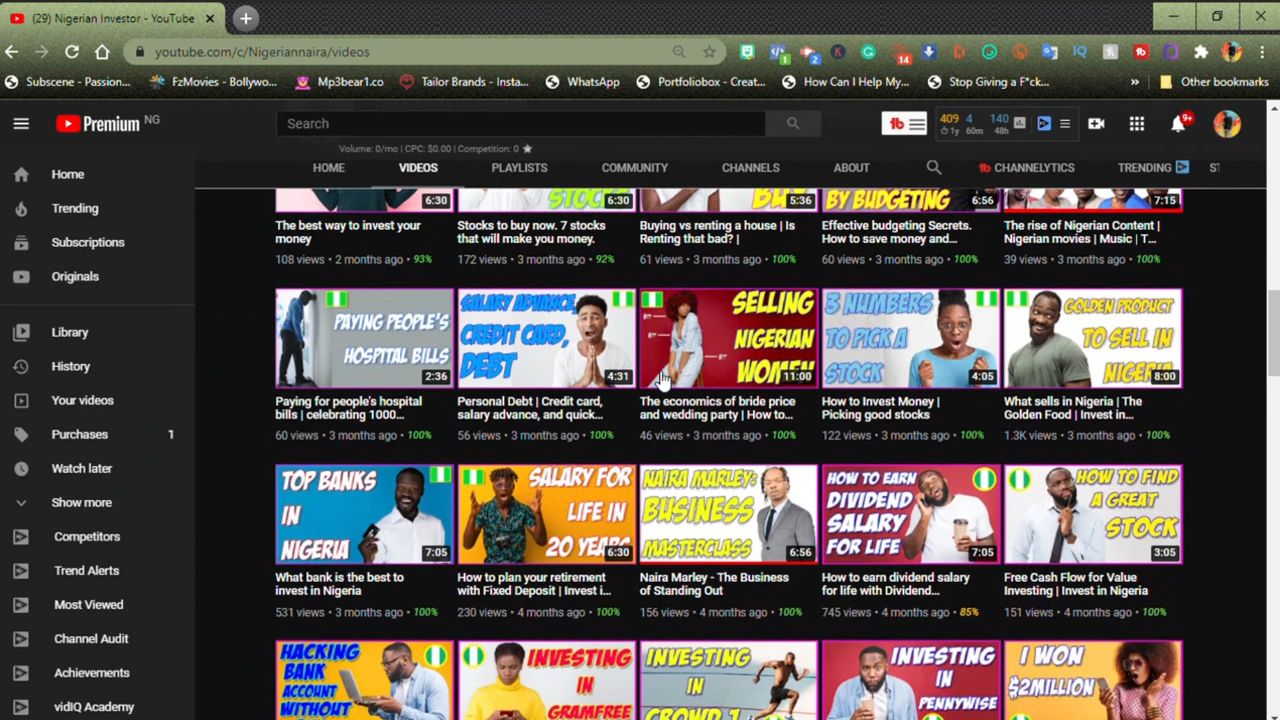 (29) Nigerian Investor - YouTube
youtube.com/c/Nigeriannaira/videos
Subscene - Passion...
FzMovies - Bollywo...
Mp3bear1.co
Tailor Brands - Insta...
WhatsApp
Portfoliobox - Creat...
How Can I Help My...
Stop Giving a F*ck...
»
Other bookmarks
Premium NG
Search
409 4 140
1y 60m 48h
9+
Volume: 0/mo | CPC: $0.00 | Competition: 0
HOME
VIDEOS
PLAYLISTS
COMMUNITY
CHANNELS
ABOUT
CHANNELYTICS
TRENDING
ST
Home
Trending
Subscriptions
Originals
Library
History
Your videos
Purchases 1
Watch later
Show more
Competitors
Trend Alerts
Most Viewed
Channel Audit
Achievements
vidIQ Academy
6:30
STOCKS
6:30
BUY
5:36
BY BUDGETING
6:56
7:15
The best way to invest your
money
108 views • 2 months ago • 93%
Stocks to buy now. 7 stocks
that will make you money.
172 views • 3 months ago • 92%
Buying vs renting a house | Is
Renting that bad? |
61 views • 3 months ago • 100%
Effective budgeting Secrets.
How to save money and...
60 views • 3 months ago • 100%
The rise of Nigerian Content |
Nigerian movies | Music | T...
39 views • 3 months ago • 100%
PAYING PEOPLE'S
HOSPITAL BILLS
2:36
SALARY ADVANCE,
CREDIT CARD,
DEBT
4:31
SELLING
NIGERIAN
WOMEN
11:00
3 NUMBERS
TO PICK A
STOCK
4:05
GOLDEN PRODUCT
TO SELL IN
NIGERIA
8:00
Paying for people's hospital
bills | celebrating 1000...
60 views • 3 months ago • 100%
Personal Debt | Credit card,
salary advance, and quick...
56 views • 3 months ago • 100%
The economics of bride price
and wedding party | How to...
46 views • 3 months ago • 100%
How to Invest Money |
Picking good stocks
122 views • 3 months ago • 100%
What sells in Nigeria | The
Golden Food | Invest in...
1.3K views • 3 months ago • 100%
TOP BANKS
IN
NIGERIA
7:05
SALARY FOR
LIFE IN
20 YEARS
6:30
NAIRA MARLEY:
BUSINESS
MASTERCLASS
6:56
HOW TO EARN
DIVIDEND
SALARY
FOR LIFE
7:05
HOW TO FIND
A GREAT
STOCK
3:05
What bank is the best to
invest in Nigeria
531 views • 3 months ago • 100%
How to plan your retirement
with Fixed Deposit | Invest i...
230 views • 4 months ago • 100%
Naira Marley - The Business
of Standing Out
156 views • 4 months ago • 100%
How to earn dividend salary
for life with Dividend...
745 views • 4 months ago • 85%
Free Cash Flow for Value
Investing | Invest in Nigeria
151 views • 4 months ago • 100%
HACKING
BANK
ACCOUNT
WITHOUT
INVESTING
IN
GRAMFREE
INVESTING
IN
CROWD 1
INVESTING
IN
PENNYWISE
I WON
$2MILLION